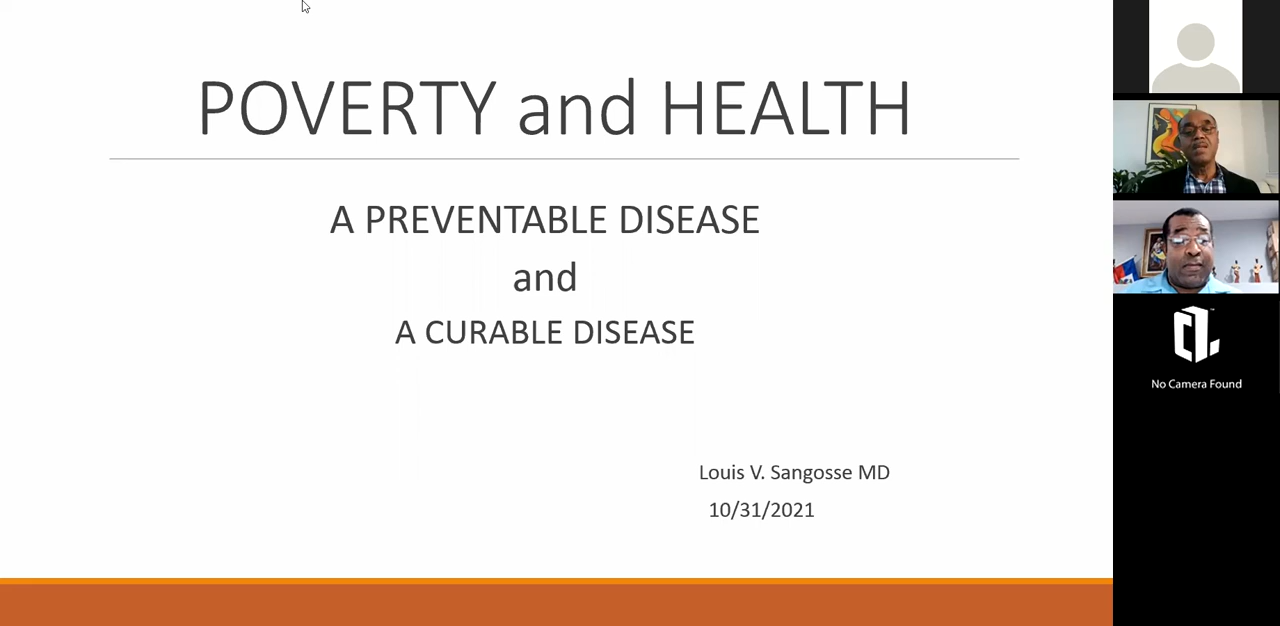 POVERTY and HEALTH
A PREVENTABLE DISEASE
and
A CURABLE DISEASE
Louis V. Sangosse MD
10/31/2021
No Camera Found